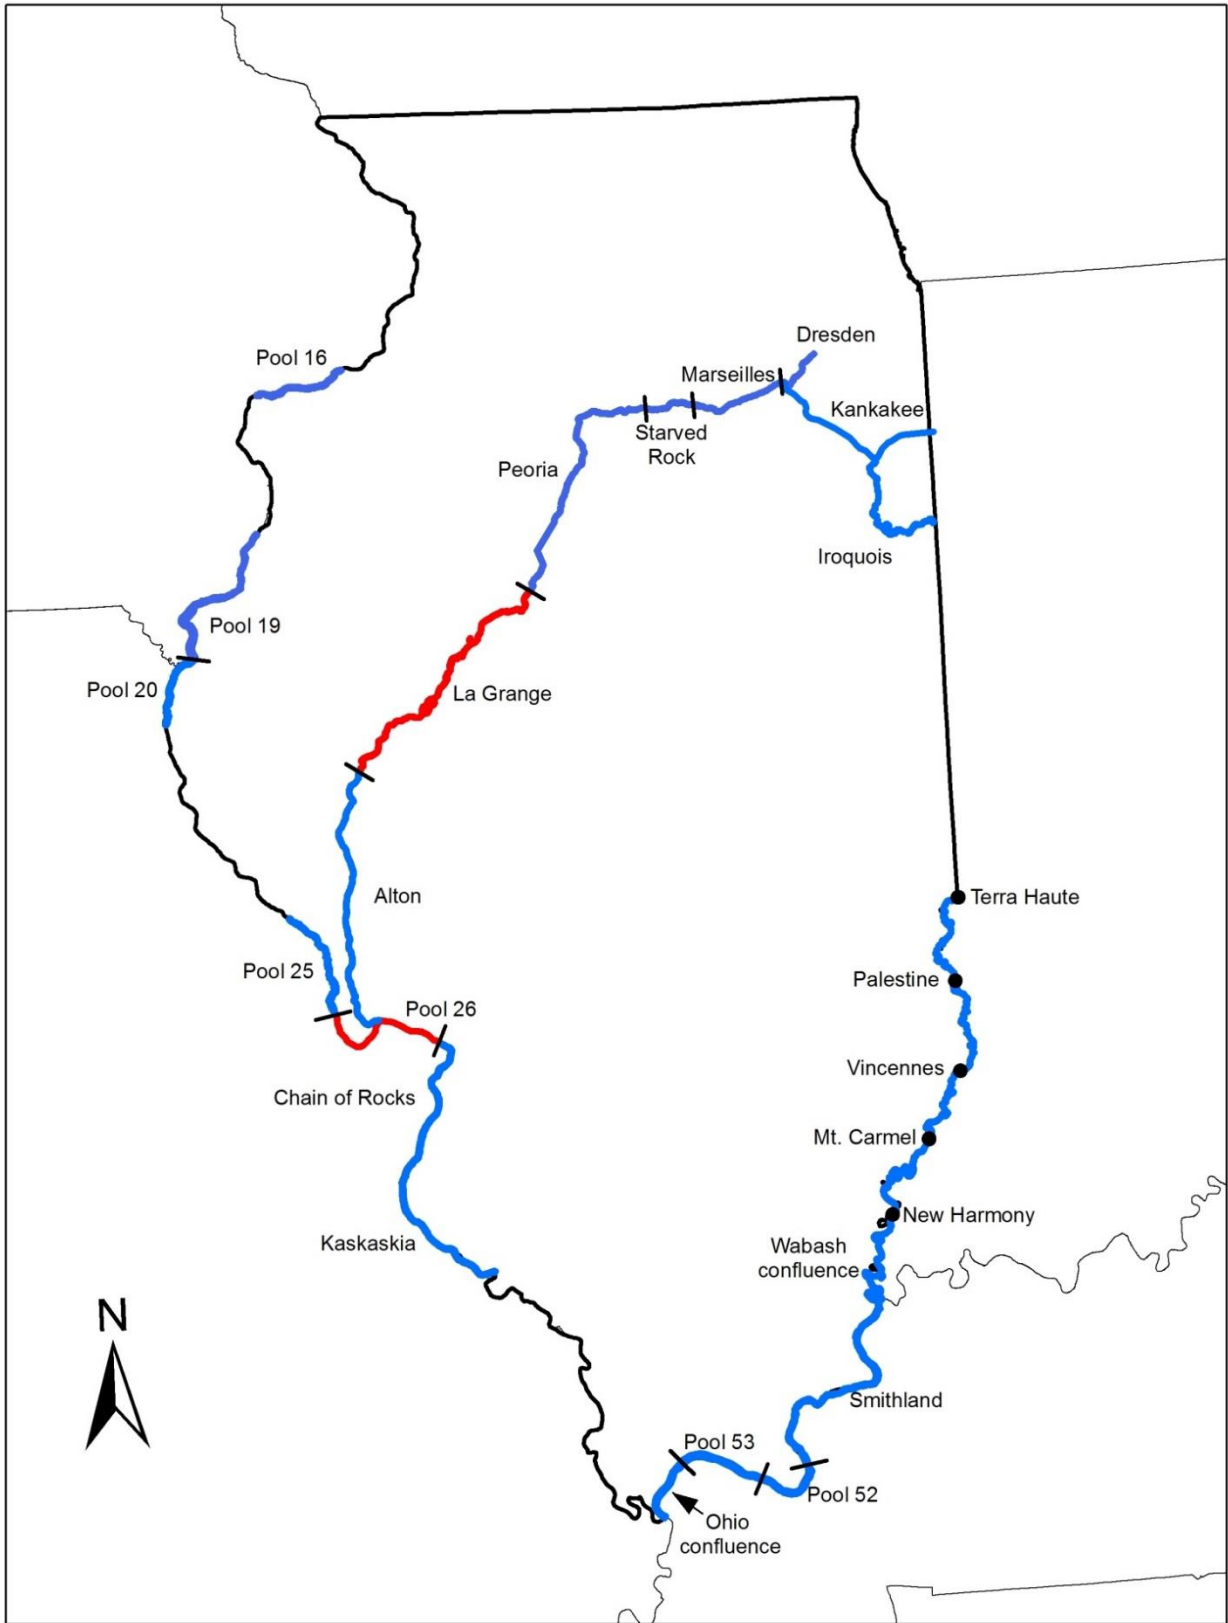 Dresden
Pool 16
Marseilles
Kankakee
Starved
Rock
Peoria
Iroquois
Pool 19
Pool 20
La Grange
Alton
Terra Haute
Pool 25
Palestine
Pool 26
Vincennes
Chain of Rocks
Mt. Carmel
New Harmony
Kaskaskia
Wabash
confluence
N
Smithland
Pool 53
Pool 52
Ohio
confluence